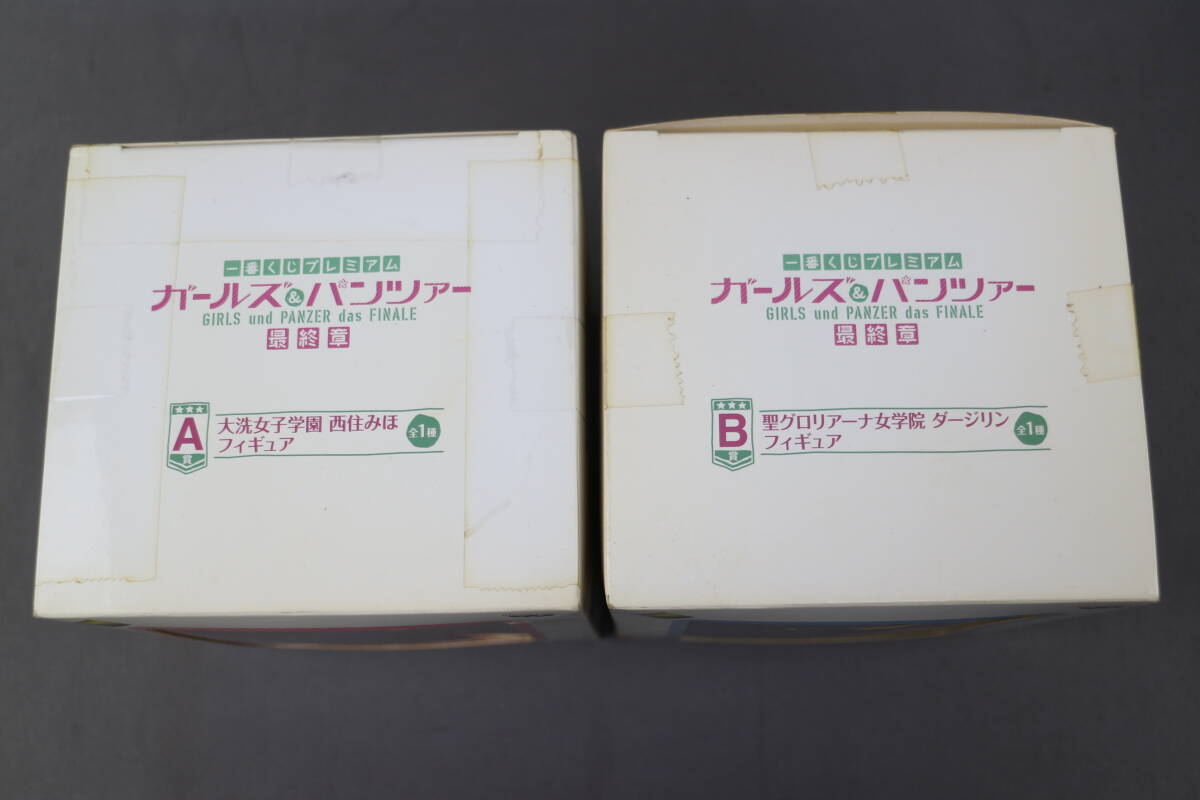 一番くじプレミアム
ガールズ&パンツァー
GIRLS und PANZER das FINALE
最終章
A賞
大洗女子学園 西住みほ
フィギュア
全1種
一番くじプレミアム
ガールズ&パンツァー
GIRLS und PANZER das FINALE
最終章
B賞
聖グロリアーナ女学院 ダージリン
フィギュア
全1種